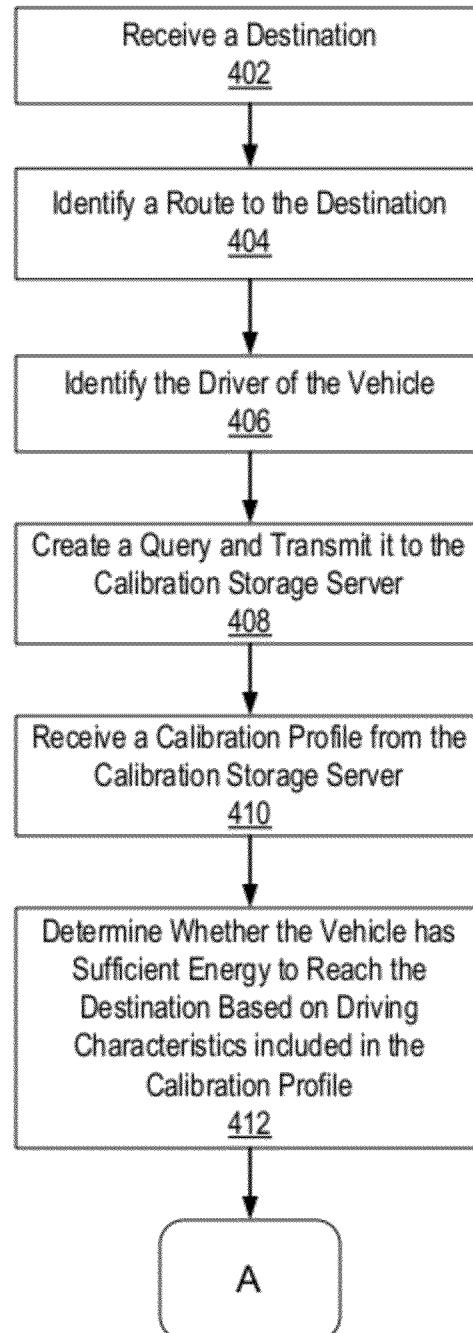 Receive a Destination
402
Identify a Route to the Destination
404
Identify the Driver of the Vehicle
406
Create a Query and Transmit it to the
Calibration Storage Server
408
Receive a Calibration Profile from the
Calibration Storage Server
410
Determine Whether the Vehicle has
Sufficient Energy to Reach the
Destination Based on Driving
Characteristics included in the
Calibration Profile
412
A